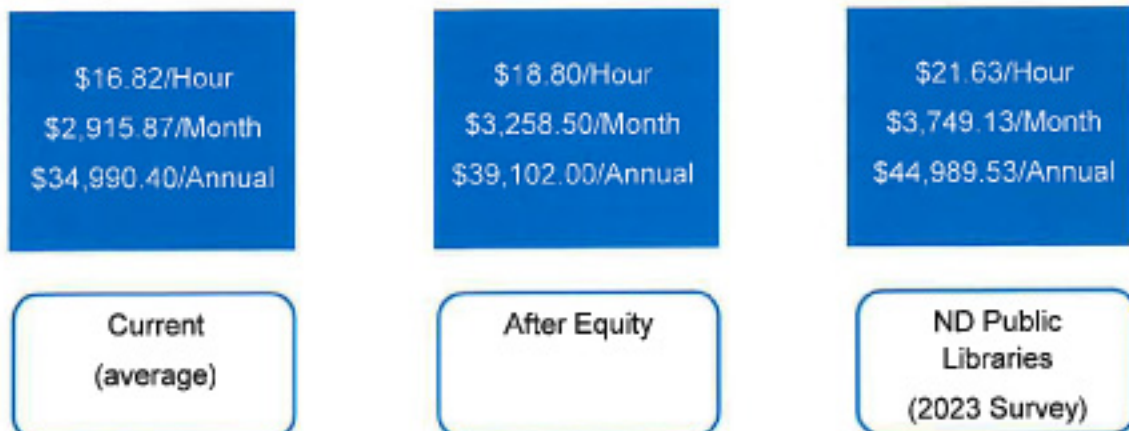 $16.82/Hour
$2,915.87/Month
$34,990.40/Annual
Current
(average)
$18.80/Hour
$3,258.50/Month
$39,102.00/Annual
After Equity
$21.63/Hour
$3,749.13/Month
$44,989.53/Annual
ND Public
Libraries
(2023 Survey)